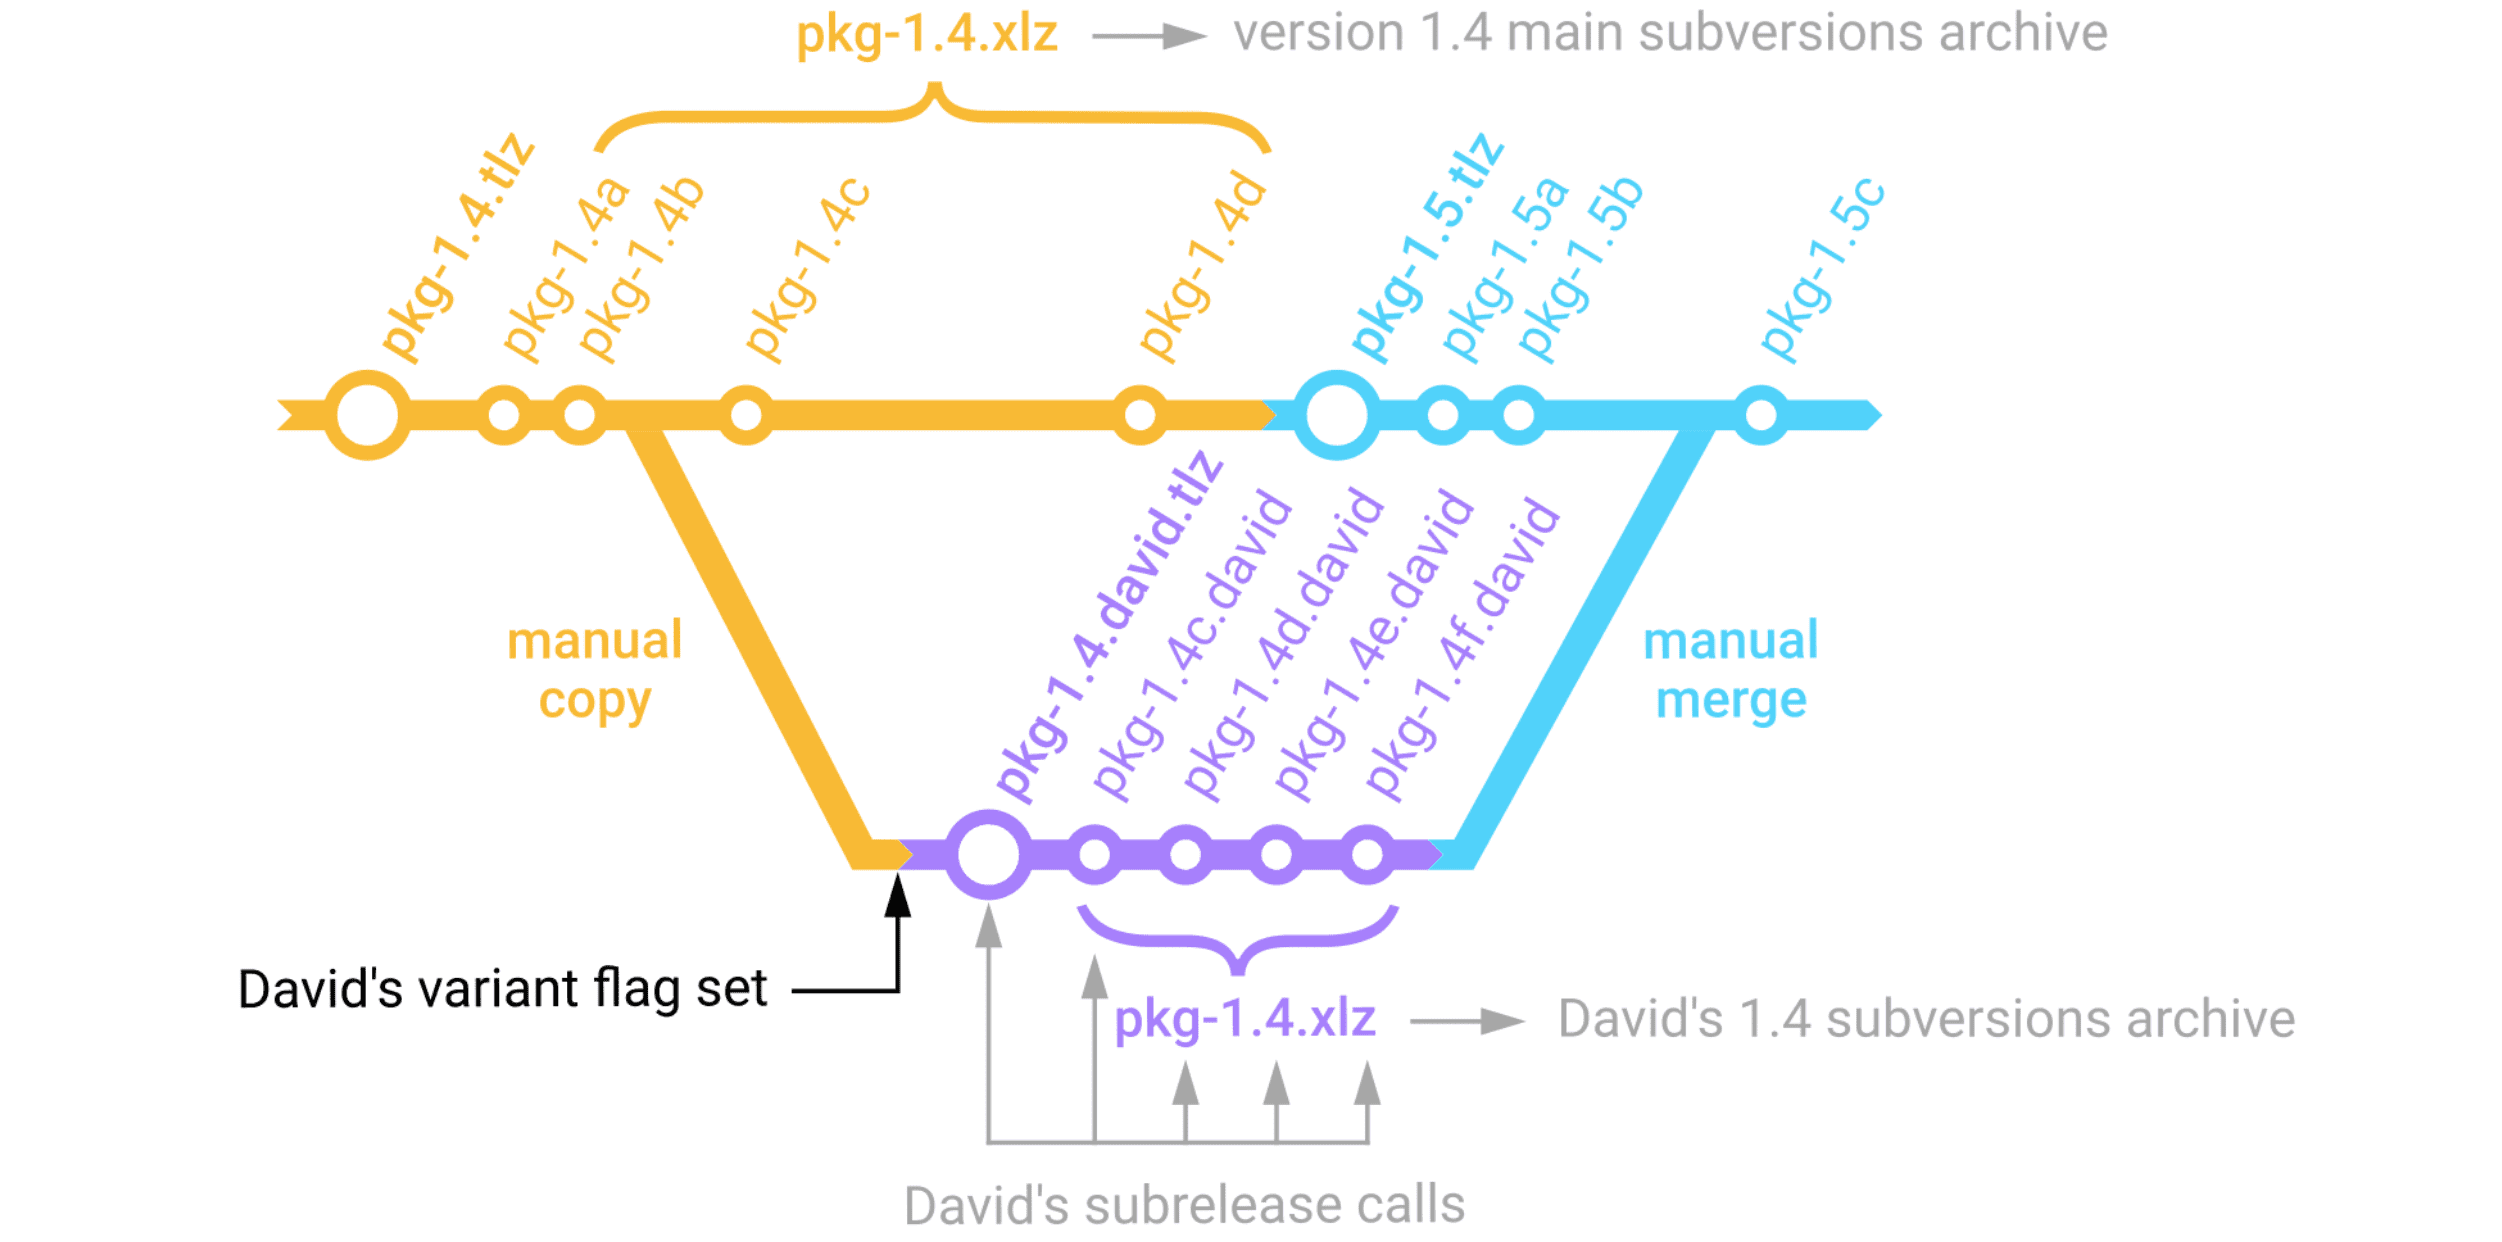 pkg-1.4.xlz
version 1.4 main subversions archive
pkg-1.4.tlz
pkg-1.4a
pkg-1.4b
pkg-1.4c
pkg-1.4d
pkg-1.5.tlz
pkg-1.5a
pkg-1.5b
pkg-1.5c
manual
copy
pkg-1.4.david.tlz
pkg-1.4c.david
pkg-1.4d.david
pkg-1.4e.david
pkg-1.4f.david
manual
merge
David's variant flag set
pkg-1.4.xlz
David's 1.4 subversions archive
David's subrelease calls